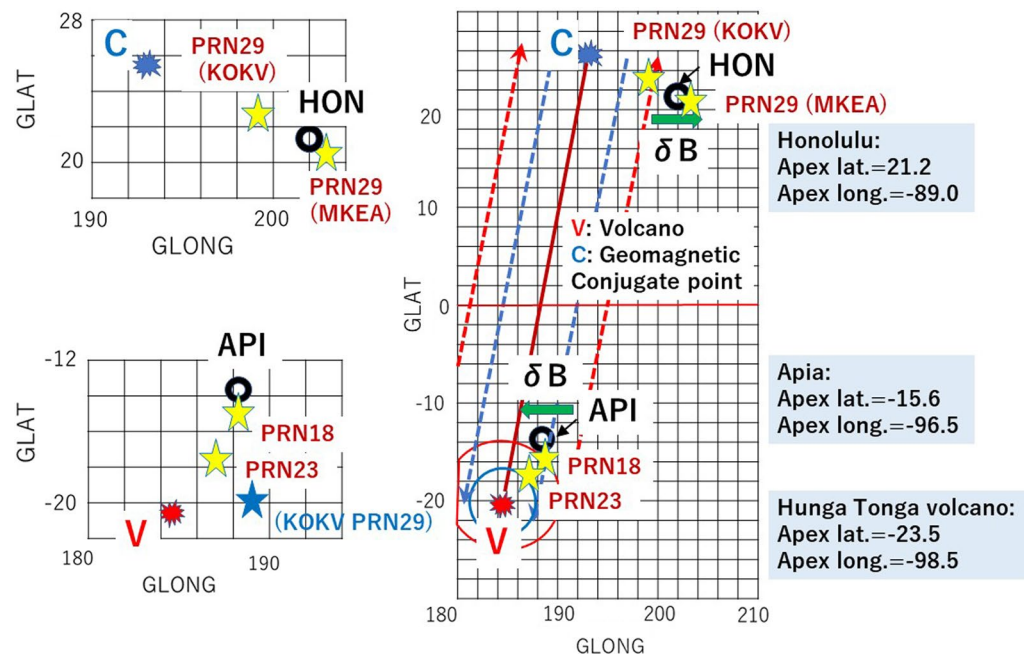 28
GLAT
C
PRN29
(KOKV)
HON
20
PRN29
(MKEA)
190
200
GLONG
-12
GLAT
API
PRN18
PRN23
-20
V
(KOKV PRN29)
180
190
GLONG
C
PRN29 (KOKV)
HON
PRN29 (MKEA)
20
δB
10
V: Volcano
C: Geomagnetic
Conjugate point
GLAT
0
δB
-10
API
PRN18
-20
PRN23
V
180
190
200
210
GLONG
Honolulu:
Apex lat.=21.2
Apex long.=-89.0
Apia:
Apex lat.=-15.6
Apex long.=-96.5
Hunga Tonga volcano:
Apex lat.=-23.5
Apex long.=-98.5